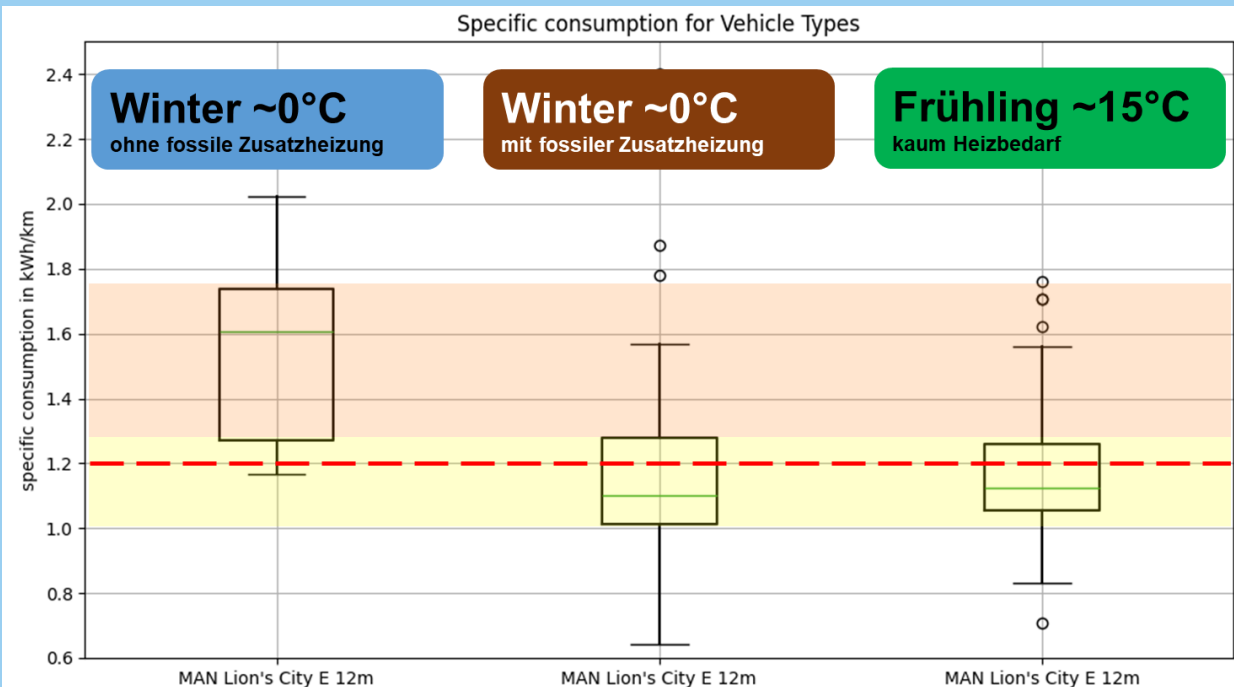 Specific consumption for Vehicle Types
Winter ~0°C
ohne fossile Zusatzheizung
Winter ~0°C
mit fossiler Zusatzheizung
Frühling ~15°C
kaum Heizbedarf
specific consumption in kWh/km
2.4
2.2
2.0
1.8
1.6
1.4
1.2
1.0
0.8
0.6
MAN Lion's City E 12m
MAN Lion's City E 12m
MAN Lion's City E 12m